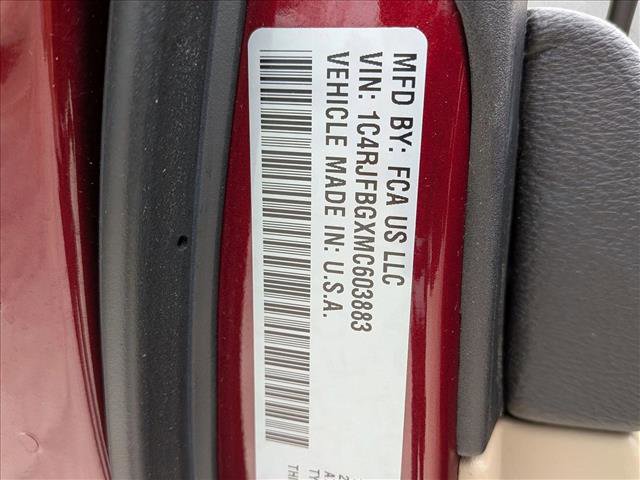 MFD BY: FCA US LLC
VIN: 1C4RJFBGXMC603883
VEHICLE MADE IN: U.S.A.